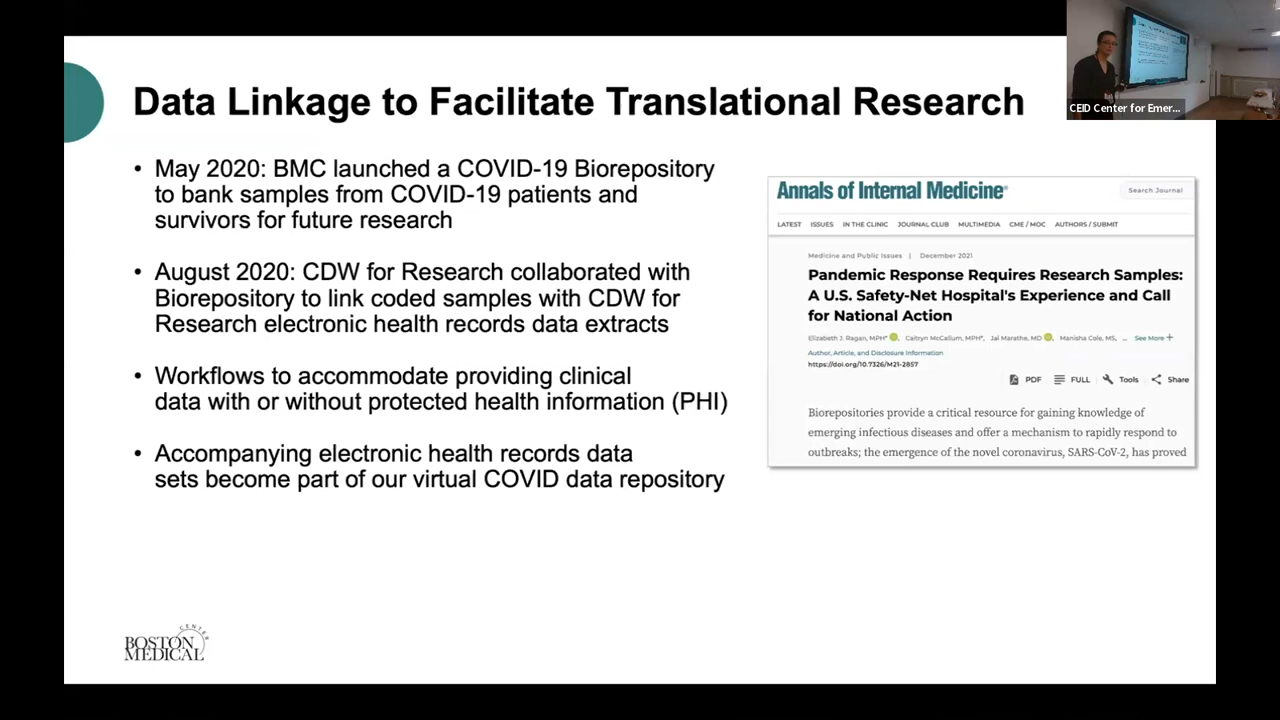 Data Linkage to Facilitate Translational Research
CEID Center for Emer...
• May 2020: BMC launched a COVID-19 Biorepository
to bank samples from COVID-19 patients and
survivors for future research
• August 2020: CDW for Research collaborated with
Biorepository to link coded samples with CDW for
Research electronic health records data extracts
• Workflows to accommodate providing clinical
data with or without protected health information (PHI)
• Accompanying electronic health records data
sets become part of our virtual COVID data repository
Annals of Internal Medicine®
Search Journal
LATEST ISSUES IN THE CLINIC JOURNAL CLUB MULTIMEDIA CME / MOC AUTHORS / SUBMIT
Medicine and Public Issues | December 2021
Pandemic Response Requires Research Samples:
A U.S. Safety-Net Hospital's Experience and Call
for National Action
Elizabeth J. Ragan, MPH*, Caitryn McCallum, MPH*, Jai Marathe, MD, Manisha Cole, MS, ... See More +
Author, Article, and Disclosure Information
https://doi.org/10.7326/M21-2857
PDF FULL Tools Share
Biorepositories provide a critical resource for gaining knowledge of
emerging infectious diseases and offer a mechanism to rapidly respond to
outbreaks; the emergence of the novel coronavirus, SARS-CoV-2, has proved
BOSTON
MEDICAL
CENTER